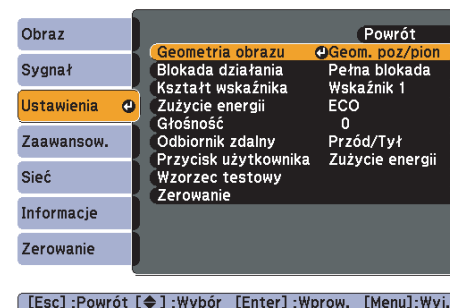 Obraz
Sygnał
Ustawienia
Zaawansow.
Sieć
Informacje
Zerowanie
Powrót
Geometria obrazu Geom. poz/pion
Blokada działania Pełna blokada
Kształt wskaźnika Wskaźnik 1
Zużycie energii ECO
Głośność 0
Odbiornik zdalny Przód/Tył
Przycisk użytkownika Zużycie energii
Wzorzec testowy
Zerowanie
[Esc] :Powrót [◆] :Wybór [Enter] :Wprow. [Menu]:Wyj.